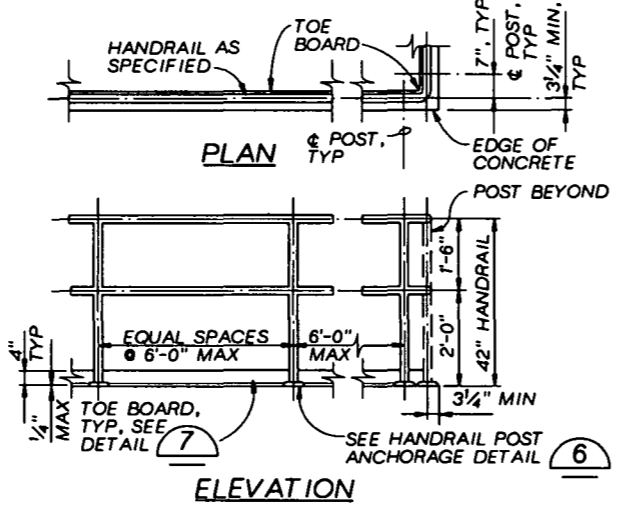 HANDRAIL AS
SPECIFIED
TOE
BOARD
7", TYP
℄ POST,
TYP
3¼" MIN,
TYP
PLAN
℄ POST,
TYP
EDGE OF
CONCRETE
POST BEYOND
1'-6"
2'-0"
42" HANDRAIL
EQUAL SPACES
@ 6'-0" MAX
6'-0"
MAX
4"
TYP
¼"
MAX
TOE BOARD,
TYP, SEE
DETAIL
7
3¼" MIN
SEE HANDRAIL POST
ANCHORAGE DETAIL
6
ELEVATION